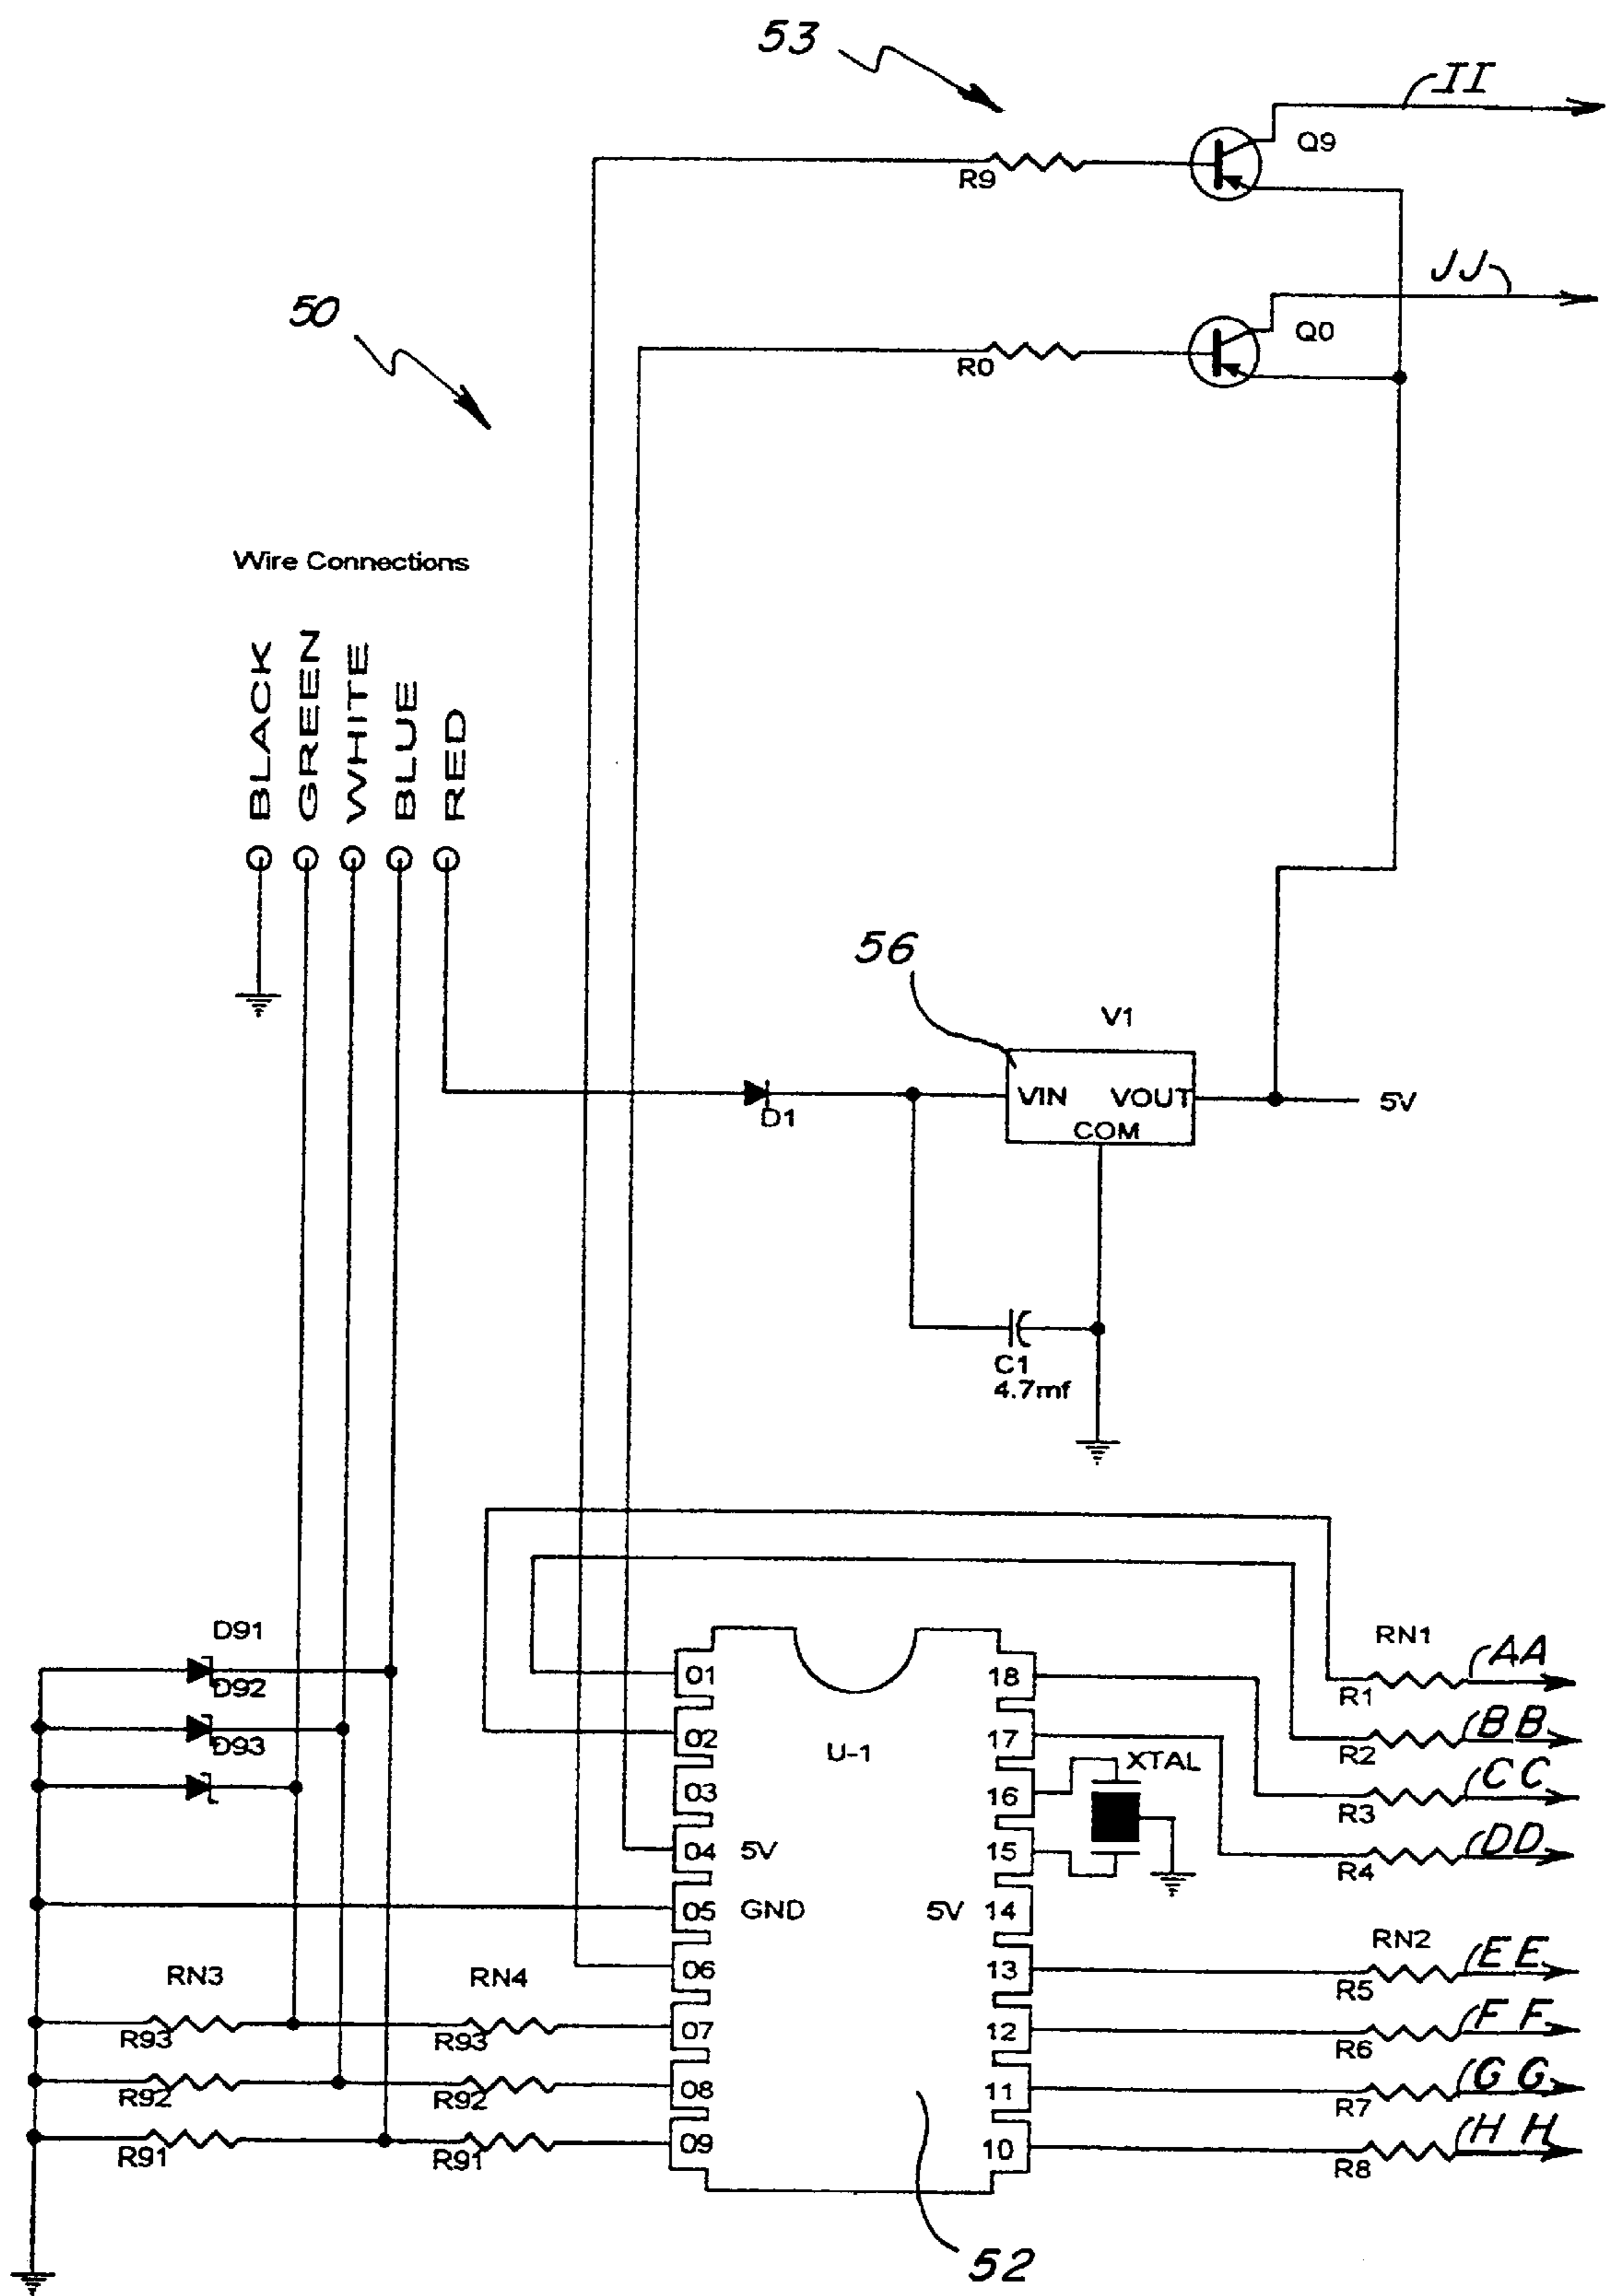 53
II
Q9
R9
JJ
50
Q0
R0
Wire Connections
BLACK
GREEN
WHITE
BLUE
RED
56
V1
VIN VOUT
5V
COM
D1
C1
4.7mf
D91
RN1
AA
01
18
R1
D92
BB
02
U-1
17
R2
D93
XTAL
CC
03
16
R3
DD
04 5V
15
R4
05 GND
5V 14
RN3
RN4
RN2
EE
06
13
R5
R93
R93
07
12
FF
R6
R92
R92
08
11
GG
R7
R91
R91
09
10
HH
R8
52